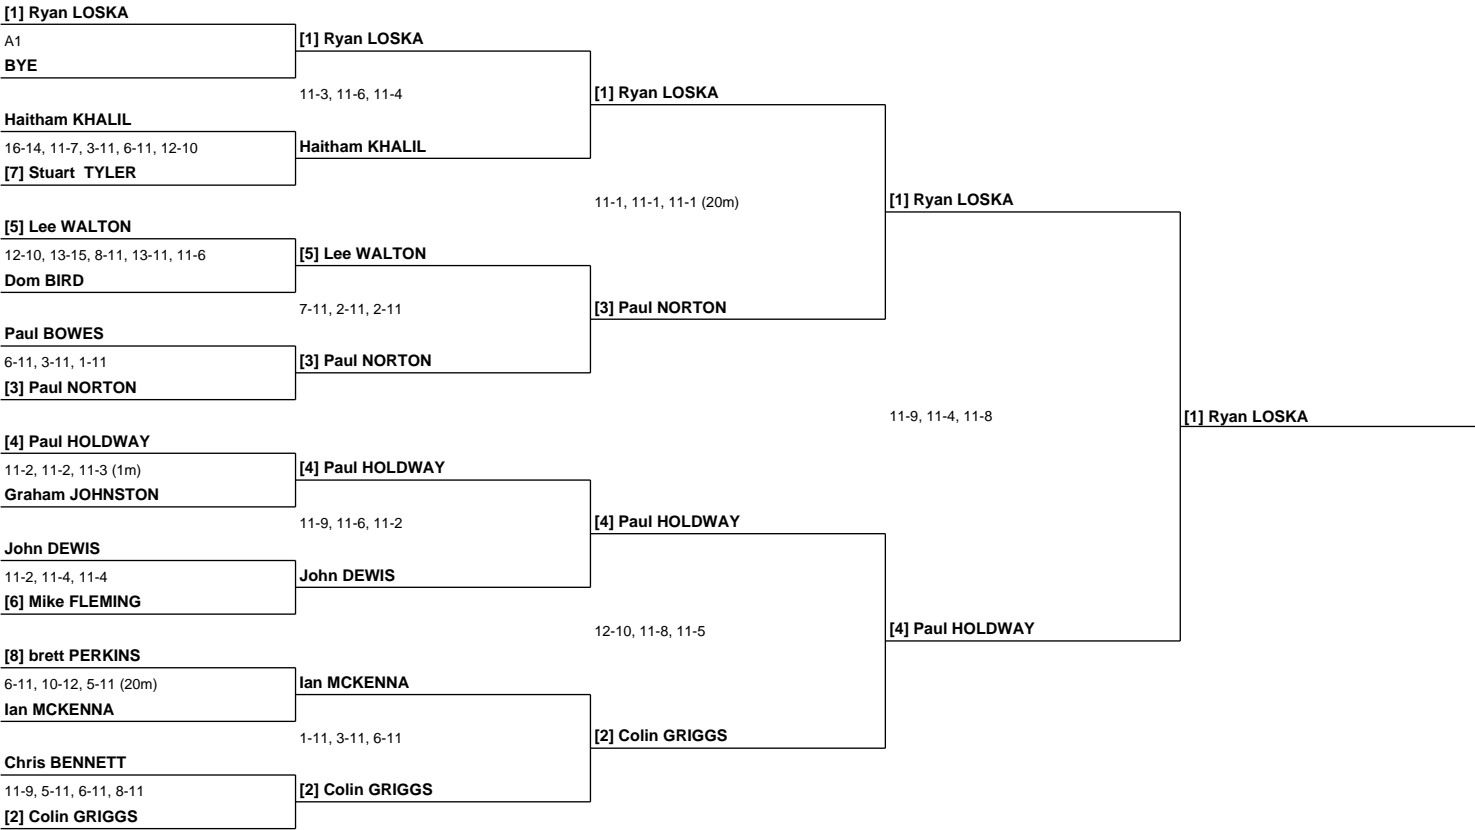 [1] Ryan LOSKA
A1
BYE
Haitham KHALIL
16-14, 11-7, 3-11, 6-11, 12-10
[7] Stuart  TYLER
[5] Lee WALTON
12-10, 13-15, 8-11, 13-11, 11-6
Dom BIRD
Paul BOWES
6-11, 3-11, 1-11
[3] Paul NORTON
[4] Paul HOLDWAY
11-2, 11-2, 11-3 (1m)
Graham JOHNSTON
John DEWIS
11-2, 11-4, 11-4
[6] Mike FLEMING
[8] brett PERKINS
6-11, 10-12, 5-11 (20m)
Ian MCKENNA
Chris BENNETT
11-9, 5-11, 6-11, 8-11
[2] Colin GRIGGS
[1] Ryan LOSKA
11-3, 11-6, 11-4
Haitham KHALIL
[5] Lee WALTON
7-11, 2-11, 2-11
[3] Paul NORTON
[4] Paul HOLDWAY
11-9, 11-6, 11-2
John DEWIS
Ian MCKENNA
1-11, 3-11, 6-11
[2] Colin GRIGGS
[1] Ryan LOSKA
11-1, 11-1, 11-1 (20m)
[3] Paul NORTON
[4] Paul HOLDWAY
12-10, 11-8, 11-5
[2] Colin GRIGGS
[1] Ryan LOSKA
11-9, 11-4, 11-8
[4] Paul HOLDWAY
[1] Ryan LOSKA